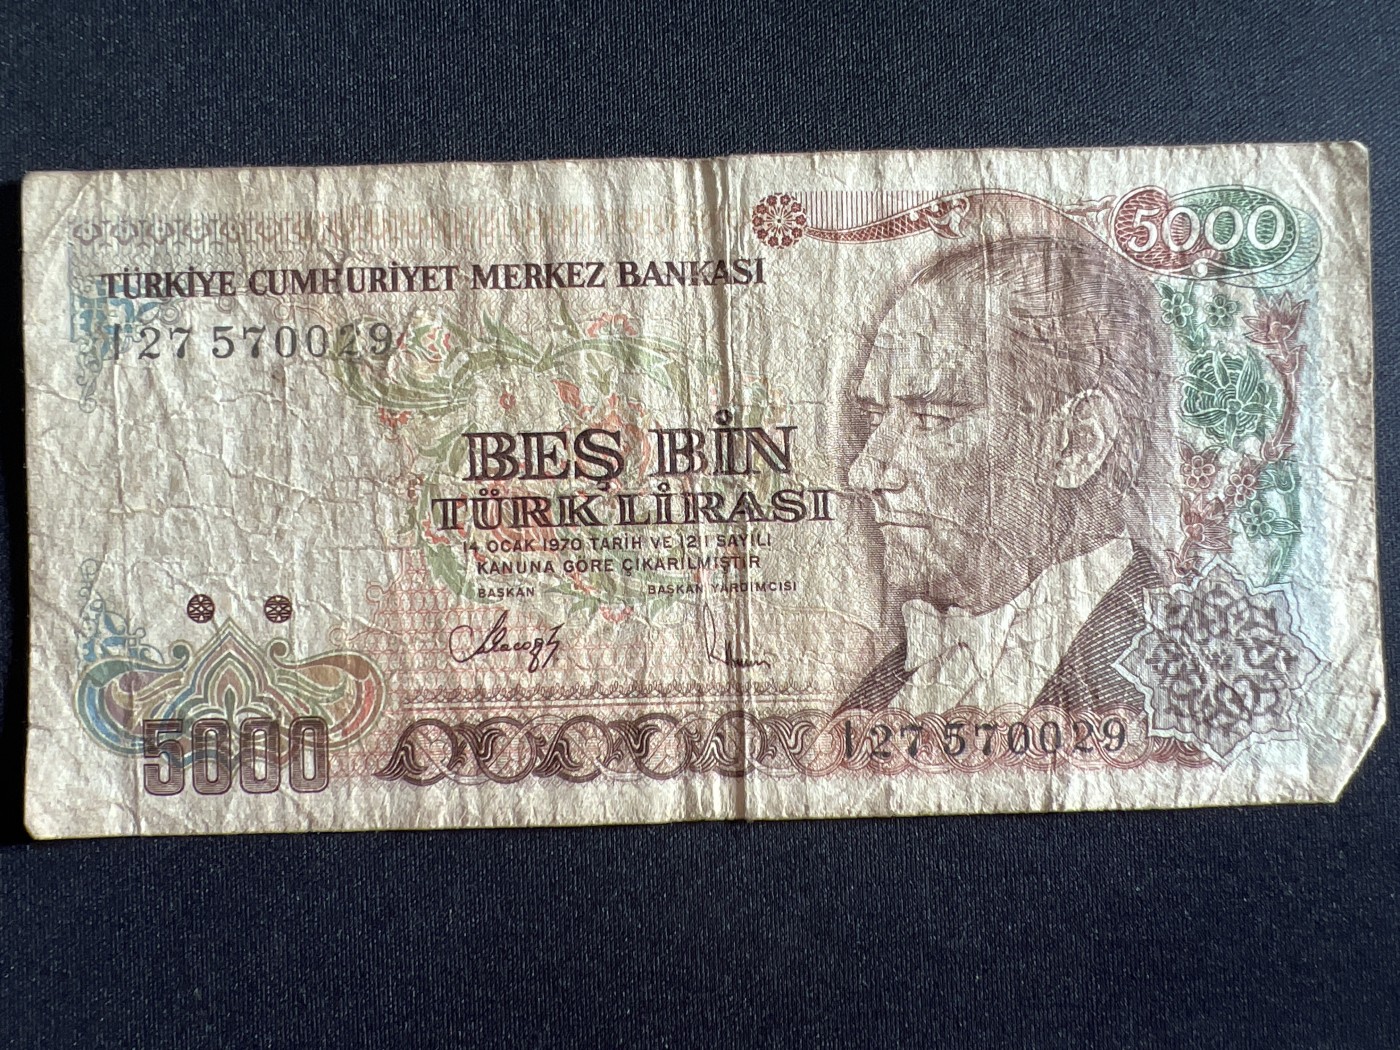 5000
TÜRKİYE CUMHURİYET MERKEZ BANKASI
I27 570029
BEŞ BİN
TÜRK LİRASI
14 OCAK 1970 TARİH VE 1211 SAYILI
KANUNA GÖRE ÇIKARILMIŞTIR
BAŞKAN BAŞKAN YARDIMCISI
5000
I27 570029